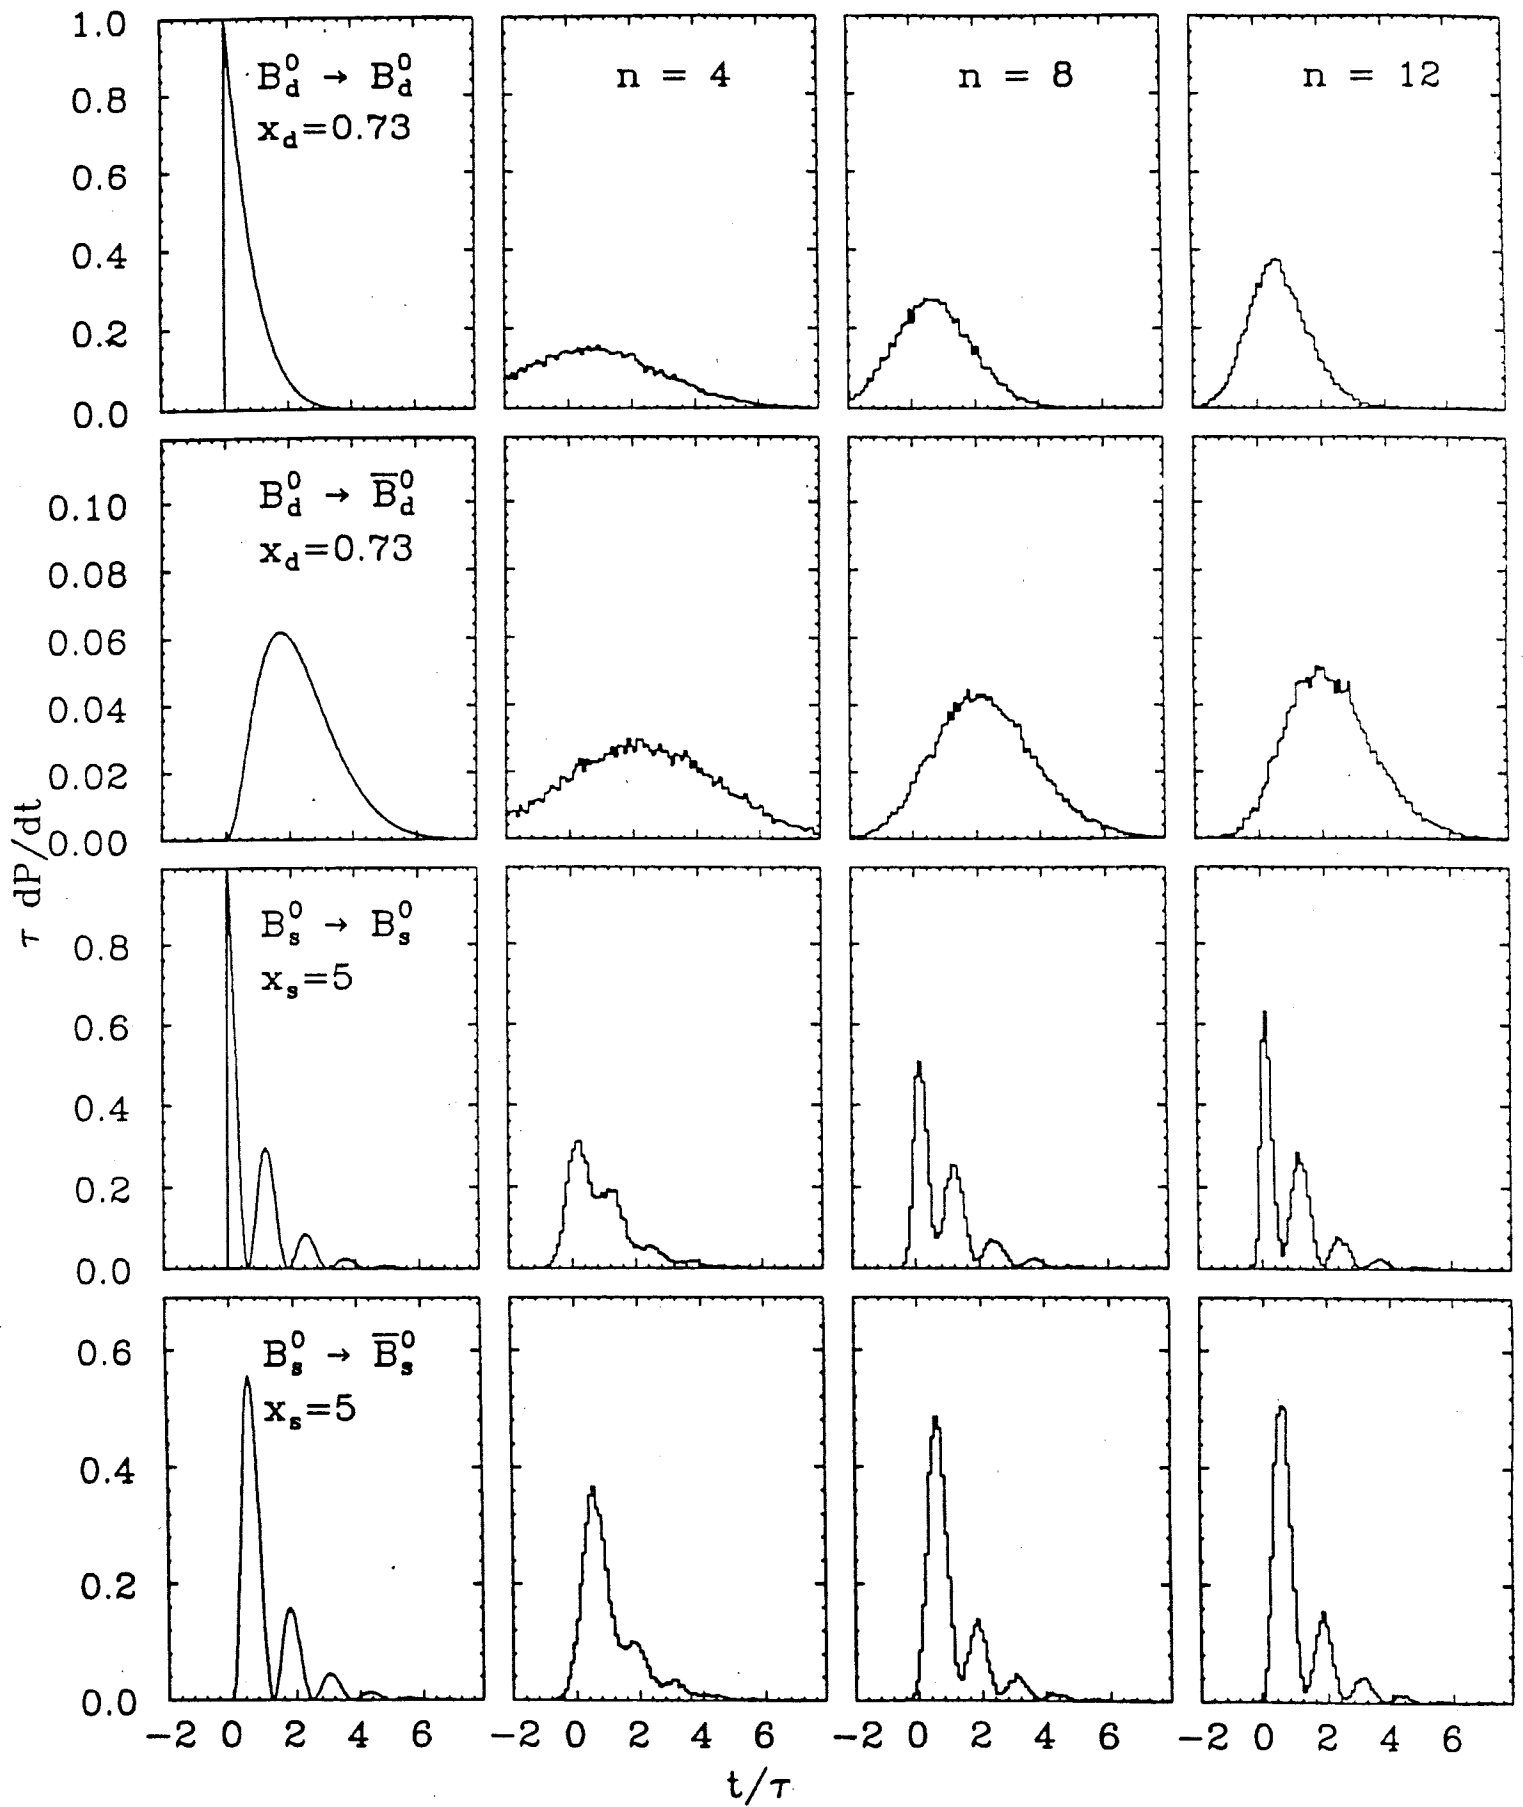 1.0
0.8
0.6
0.4
0.2
0.0
B⁰d → B⁰d
xd=0.73
n = 4
n = 8
n = 12
0.10
0.08
0.06
0.04
0.02
0.00
B⁰d → B̅⁰d
xd=0.73
τ dP/dt
0.8
0.6
0.4
0.2
0.0
B⁰s → B⁰s
xs=5
0.6
0.4
0.2
0.0
B⁰s → B̅⁰s
xs=5
−2 0 2 4 6 −2 0 2 4 6 −2 0 2 4 6 −2 0 2 4 6
t/τ